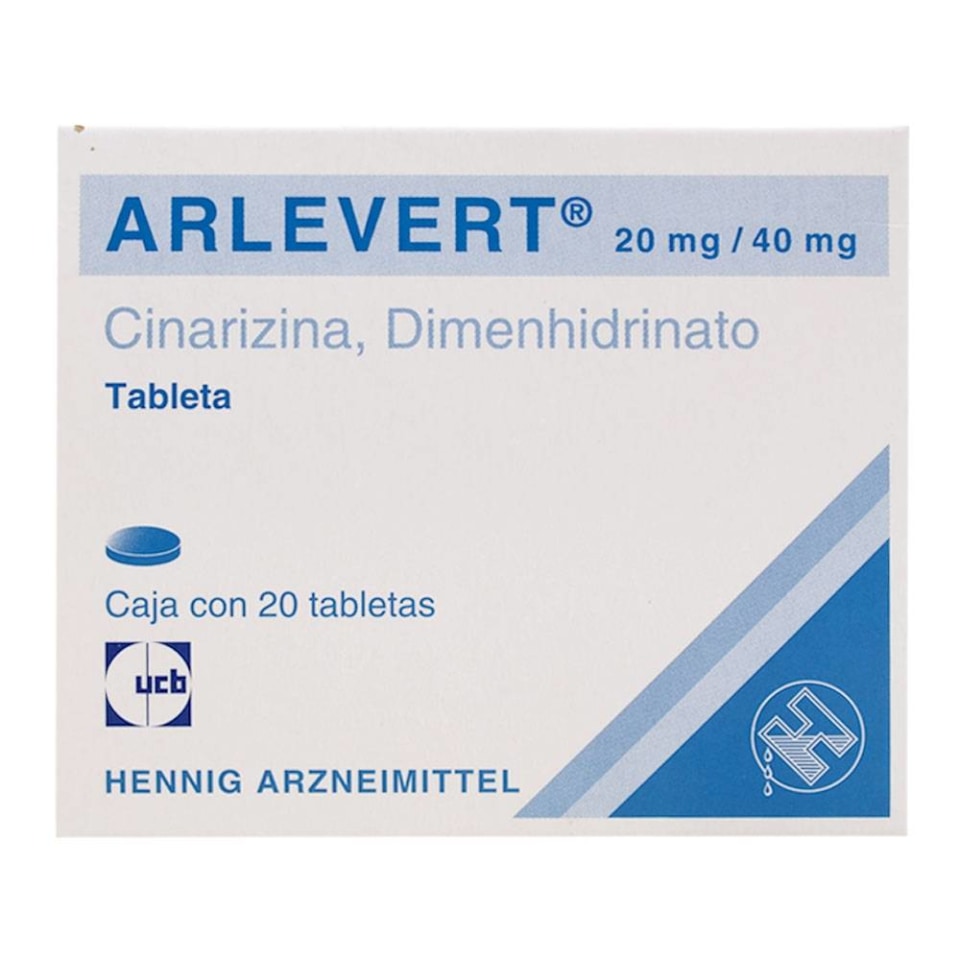 ARLEVERT® 20 mg / 40 mg
Cinarizina, Dimenhidrinato
Tableta
Caja con 20 tabletas
ucb
HENNIG ARZNEIMITTEL